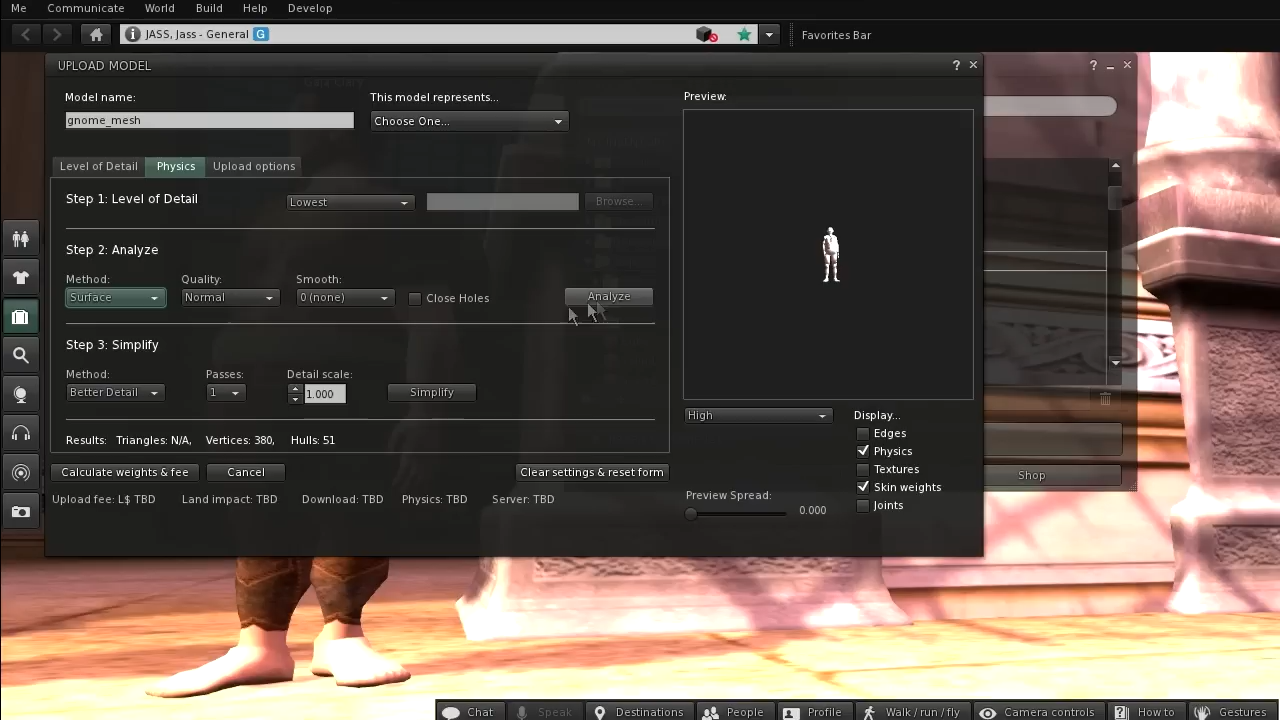 Me Communicate World Build Help Develop
JASS, Jass - General G
Favorites Bar
UPLOAD MODEL
? ×
? _ ×
Model name:
This model represents...
Preview:
gnome_mesh
Choose One...
Level of Detail Physics Upload options
Step 1: Level of Detail
Lowest
Browse...
Step 2: Analyze
Method: Quality: Smooth:
Surface Normal 0 (none) Close Holes Analyze
Step 3: Simplify
Method: Passes: Detail scale:
Better Detail 1 1.000 Simplify
Results: Triangles: N/A, Vertices: 380, Hulls: 51
High
Display...
Edges
Physics
Textures
Skin weights
Joints
Calculate weights & fee Cancel Clear settings & reset form
Shop
Upload fee: L$ TBD Land impact: TBD Download: TBD Physics: TBD Server: TBD
Preview Spread:
0.000
Chat Speak Destinations People Profile Walk / run / fly Camera controls How to Gestures